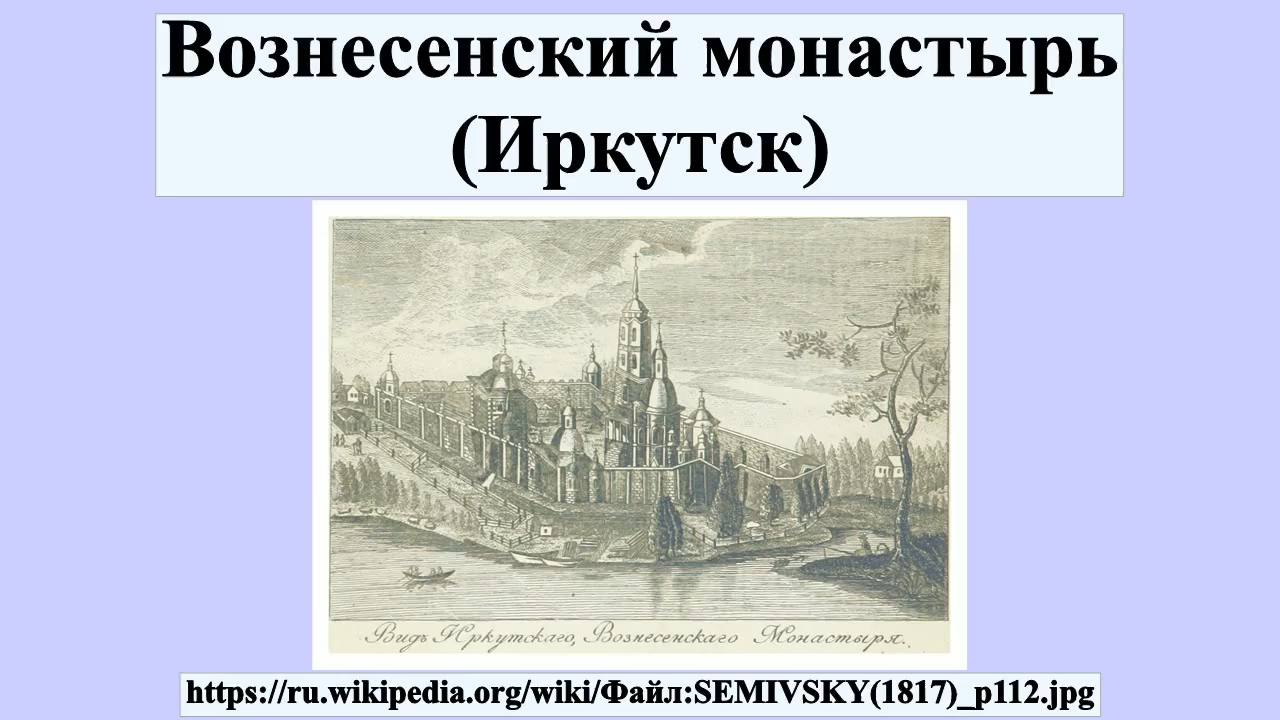 Вознесенский монастырь
(Иркутск)
Видъ Иркутскаго, Вознесенскаго Монастыря.
https://ru.wikipedia.org/wiki/Файл:SEMIVSKY(1817)_p112.jpg